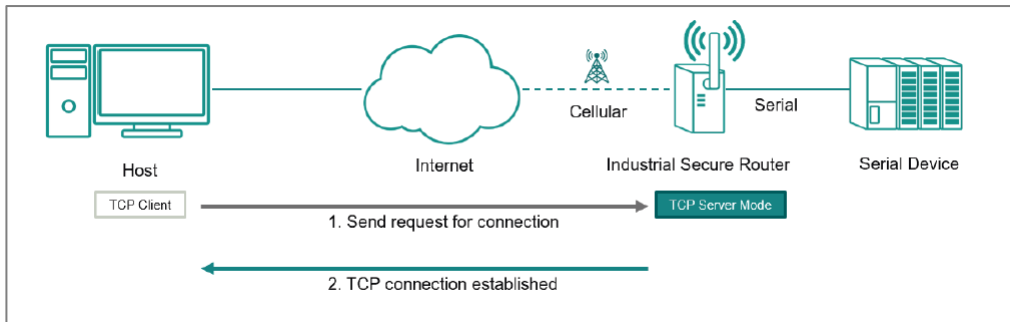 Cellular
Serial
Host
Internet
Industrial Secure Router
Serial Device
TCP Client
TCP Server Mode
1. Send request for connection
2. TCP connection established